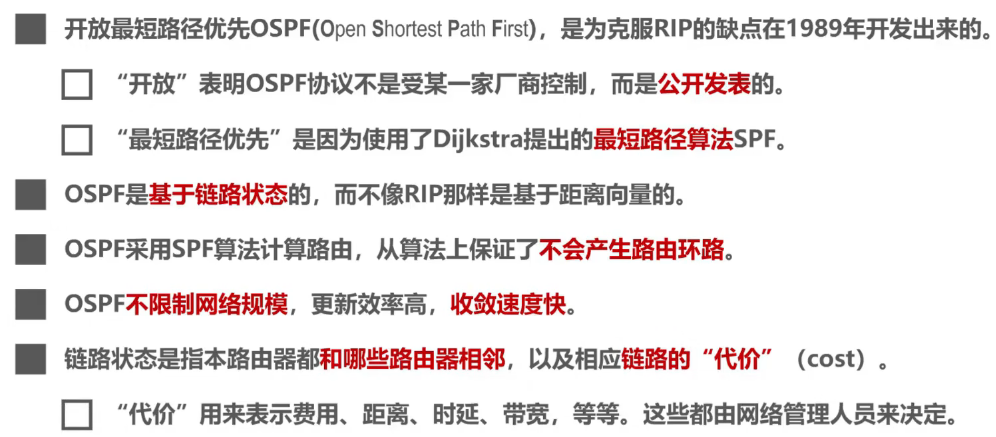 开放最短路径优先OSPF(Open Shortest Path First)，是为克服RIP的缺点在1989年开发出来的。
“开放”表明OSPF协议不是受某一家厂商控制，而是公开发表的。
“最短路径优先”是因为使用了Dijkstra提出的最短路径算法SPF。
OSPF是基于链路状态的，而不像RIP那样是基于距离向量的。
OSPF采用SPF算法计算路由，从算法上保证了不会产生路由环路。
OSPF不限制网络规模，更新效率高，收敛速度快。
链路状态是指本路由器都和哪些路由器相邻，以及相应链路的“代价”（cost）。
“代价”用来表示费用、距离、时延、带宽，等等。这些都由网络管理人员来决定。